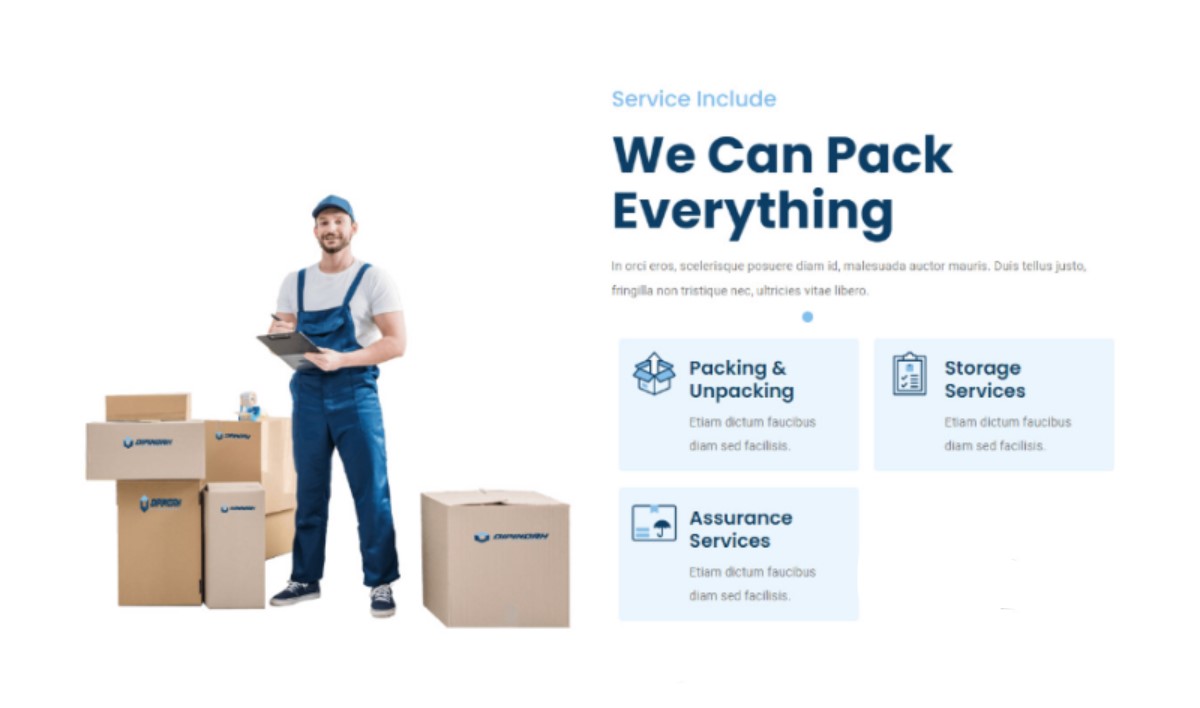 Service Include
We Can Pack
Everything
In orci eros, scelerisque posuere diam id, malesuada auctor mauris. Duis tellus justo,
fringilla non tristique nec, ultricies vitae libero.
Packing &
Unpacking
Etiam dictum faucibus
diam sed facilisis.
Storage
Services
Etiam dictum faucibus
diam sed facilisis.
Assurance
Services
Etiam dictum faucibus
diam sed facilisis.